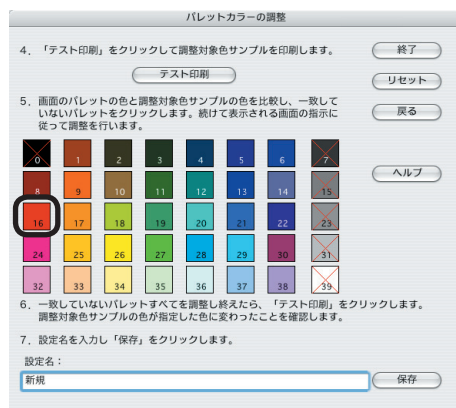 パレットカラーの調整
4. 「テスト印刷」をクリックして調整対象色サンプルを印刷します。
終了
テスト印刷
リセット
5. 画面のパレットの色と調整対象色サンプルの色を比較し、一致して
いないパレットをクリックします。続けて表示される画面の指示に
従って調整を行います。
戻る
0 1 2 3 4 5 6 7
ヘルプ
8 9 10 11 12 13 14 15
16 17 18 19 20 21 22 23
24 25 26 27 28 29 30 31
32 33 34 35 36 37 38 39
6. 一致していないパレットすべてを調整し終えたら、「テスト印刷」をクリックします。
調整対象色サンプルの色が指定した色に変わったことを確認します。
7. 設定名を入力し「保存」をクリックします。
設定名：
新規
保存